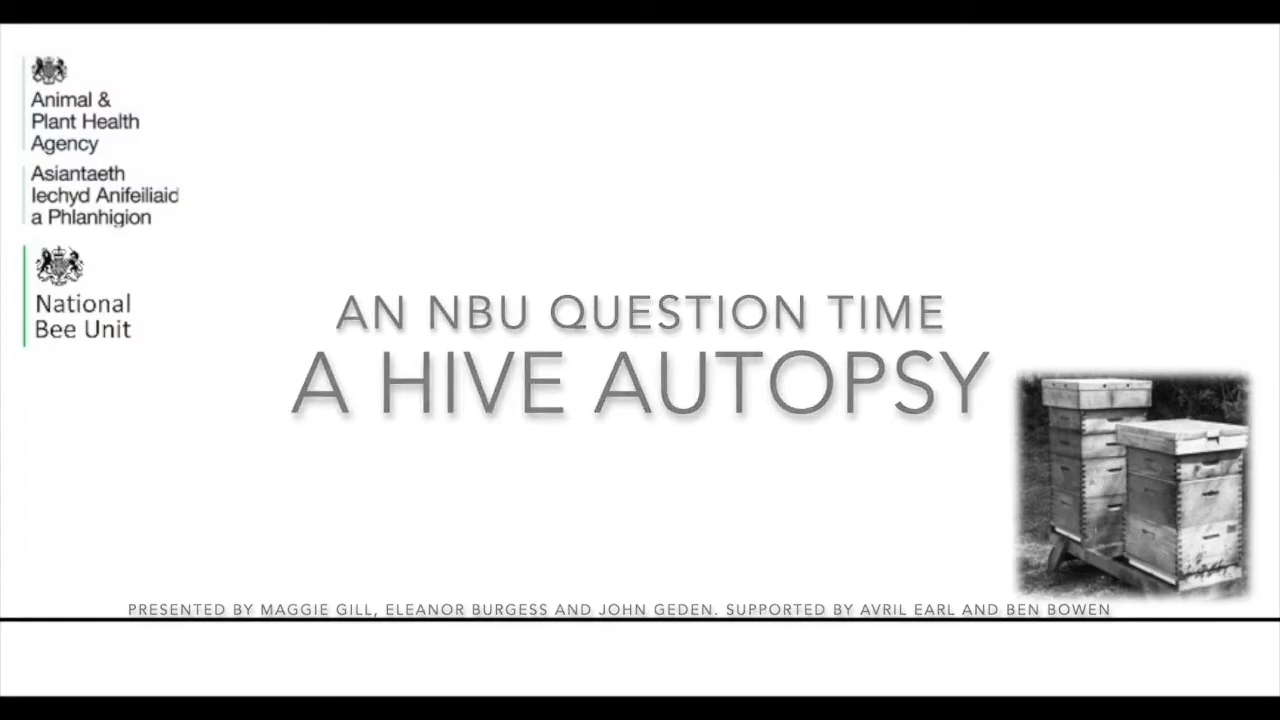 Animal &
Plant Health
Agency
Asiantaeth
Iechyd Anifeiliaid
a Phlanhigion
National
Bee Unit
AN NBU QUESTION TIME
A HIVE AUTOPSY
PRESENTED BY MAGGIE GILL, ELEANOR BURGESS AND JOHN GEDEN. SUPPORTED BY AVRIL EARL AND BEN BOWEN